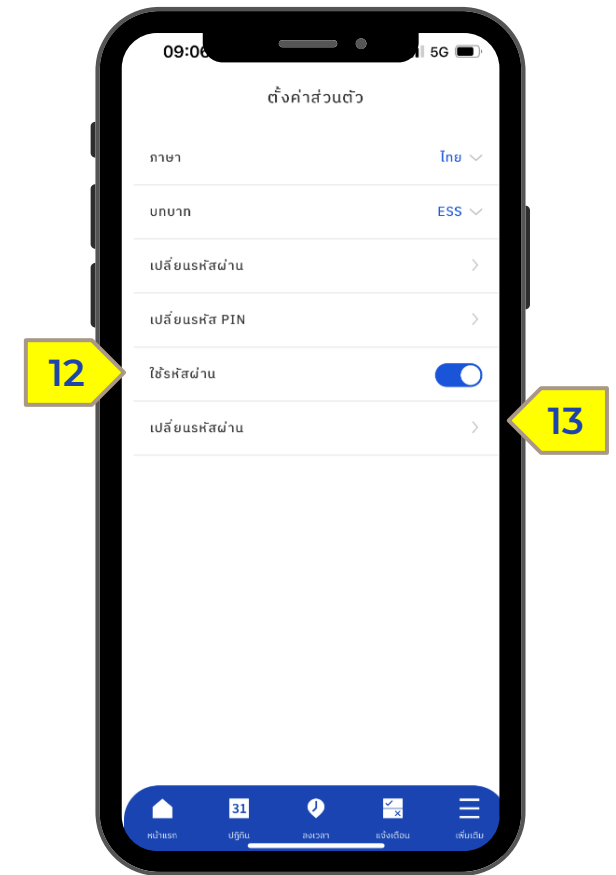 09:06 5G
ตั้งค่าส่วนตัว
ภาษา ไทย
บทบาท ESS
เปลี่ยนรหัสผ่าน
เปลี่ยนรหัส PIN
12 ใช้รหัสผ่าน
เปลี่ยนรหัสผ่าน 13
31
หน้าแรก ปฏิทิน ลงเวลา แจ้งเตือน เพิ่มเติม